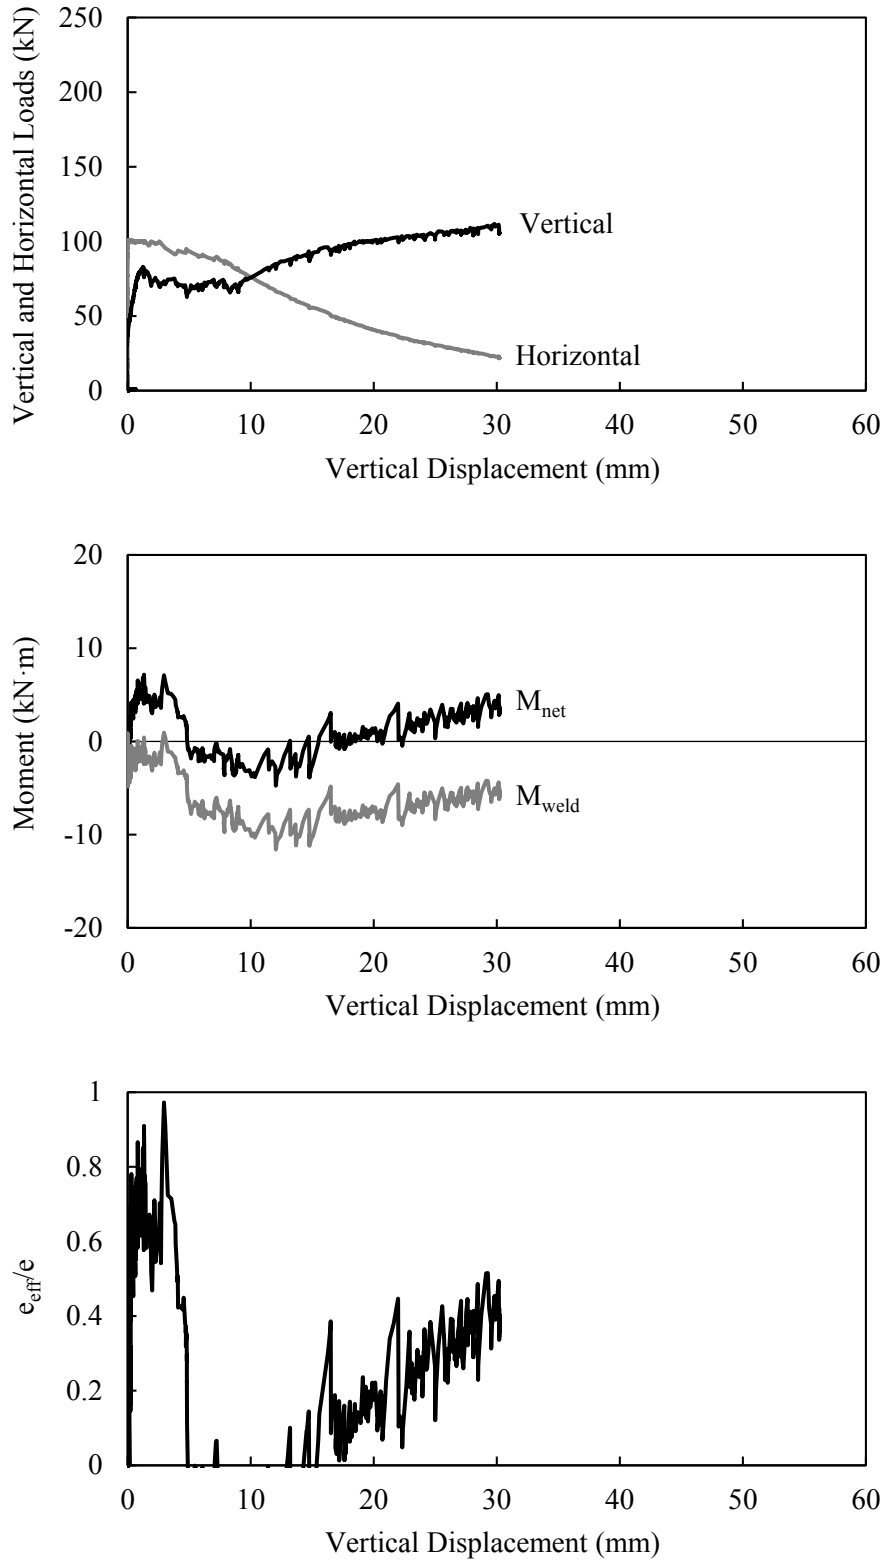 Vertical and Horizontal Loads (kN)
250
200
150
100
50
0
Vertical
Horizontal
0 10 20 30 40 50 60
Vertical Displacement (mm)
Moment (kN·m)
20
10
0
-10
-20
M_net
M_weld
0 10 20 30 40 50 60
Vertical Displacement (mm)
e_eff/e
1
0.8
0.6
0.4
0.2
0
0 10 20 30 40 50 60
Vertical Displacement (mm)